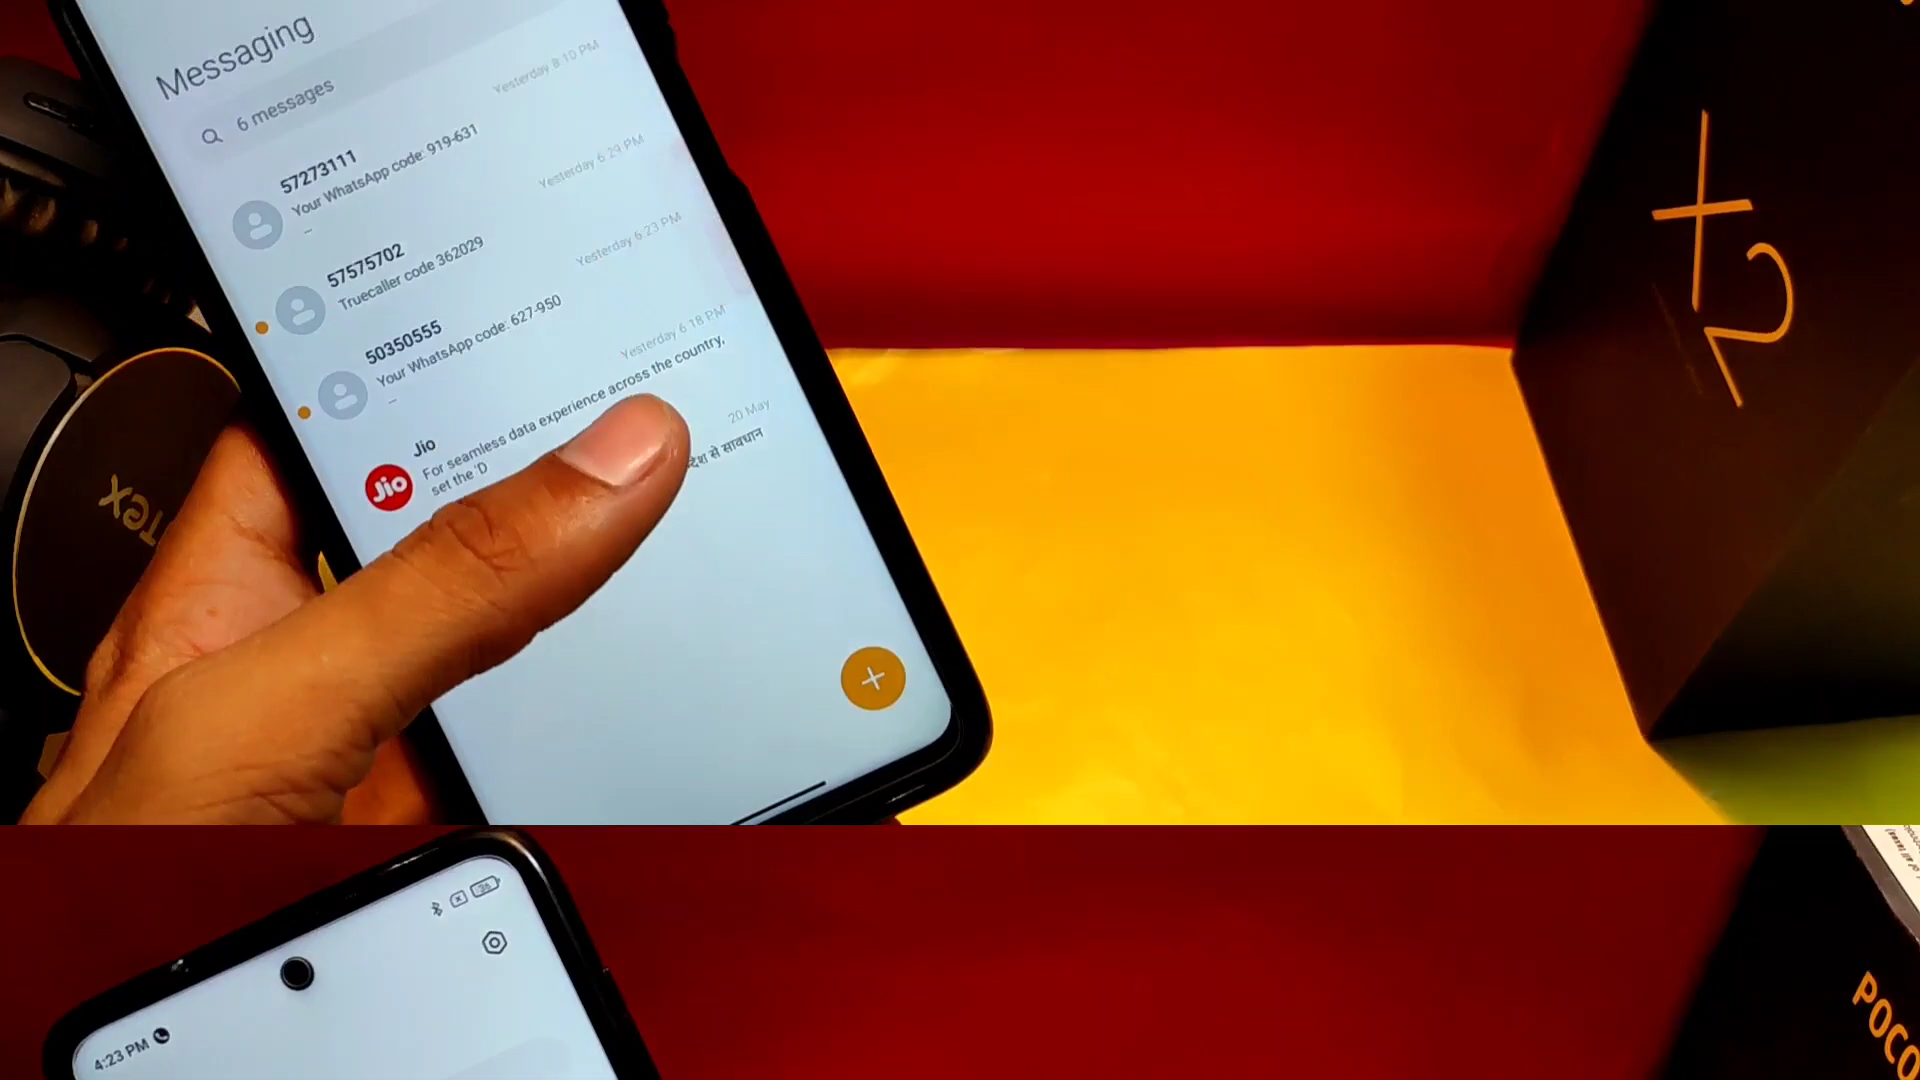 Messaging
6 messages
57273111
Yesterday 8:10 PM
Your WhatsApp code: 919-631
...
57575702
Yesterday 6:29 PM
Truecaller code 362029
50350555
Yesterday 6:23 PM
Your WhatsApp code: 627-950
...
Jio
Yesterday 6:18 PM
For seamless data experience across the country,
set the 'D
Jio
20 May
से सावधान
4:23 PM
36
POCO